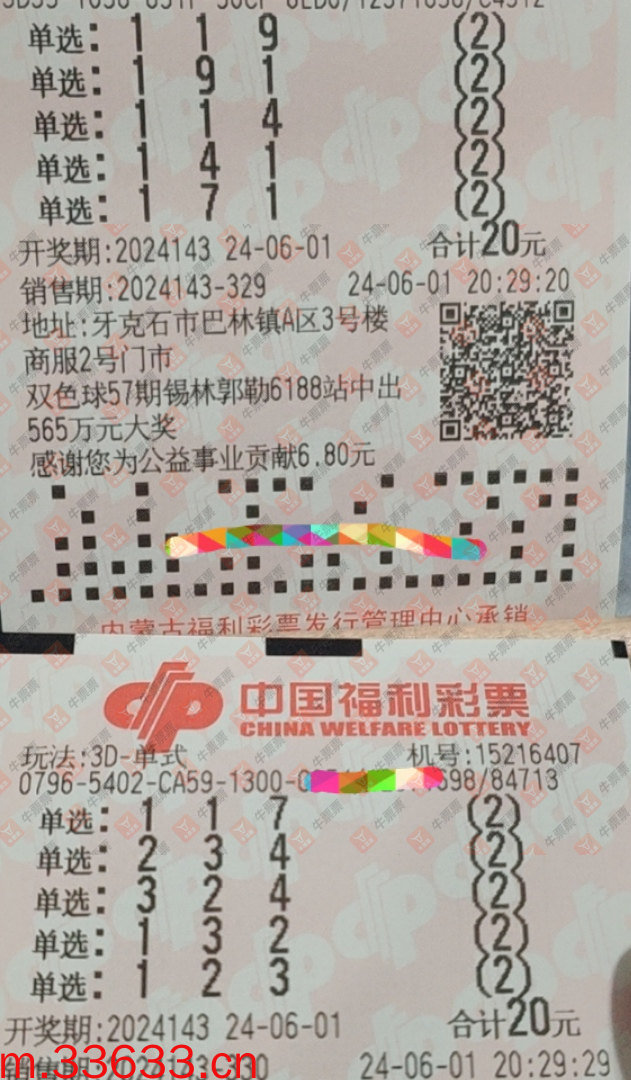 单选: 1 1 9 (2)
单选: 1 9 1 (2)
单选: 1 1 4 (2)
单选: 1 4 1 (2)
单选: 1 7 1 (2)
开奖期:2024143 24-06-01 合计20元
销售期:2024143-329 24-06-01 20:29:20
地址:牙克石市巴林镇A区3号楼
商服2号门市
双色球57期锡林郭勒6188站中出
565万元大奖
感谢您为公益事业贡献6.80元
内蒙古福利彩票发行管理中心承销
中国福利彩票
CHINA WELFARE LOTTERY
玩法:3D-单式 机号:15216407
0796-5402-CA59-1300- 598/84713
单选: 1 1 7 (2)
单选: 2 3 4 (2)
单选: 3 2 4 (2)
单选: 1 3 2 (2)
单选: 1 2 3 (2)
开奖期:2024143 24-06-01 合计20元
24-06-01 20:29:29
m.33633.cn